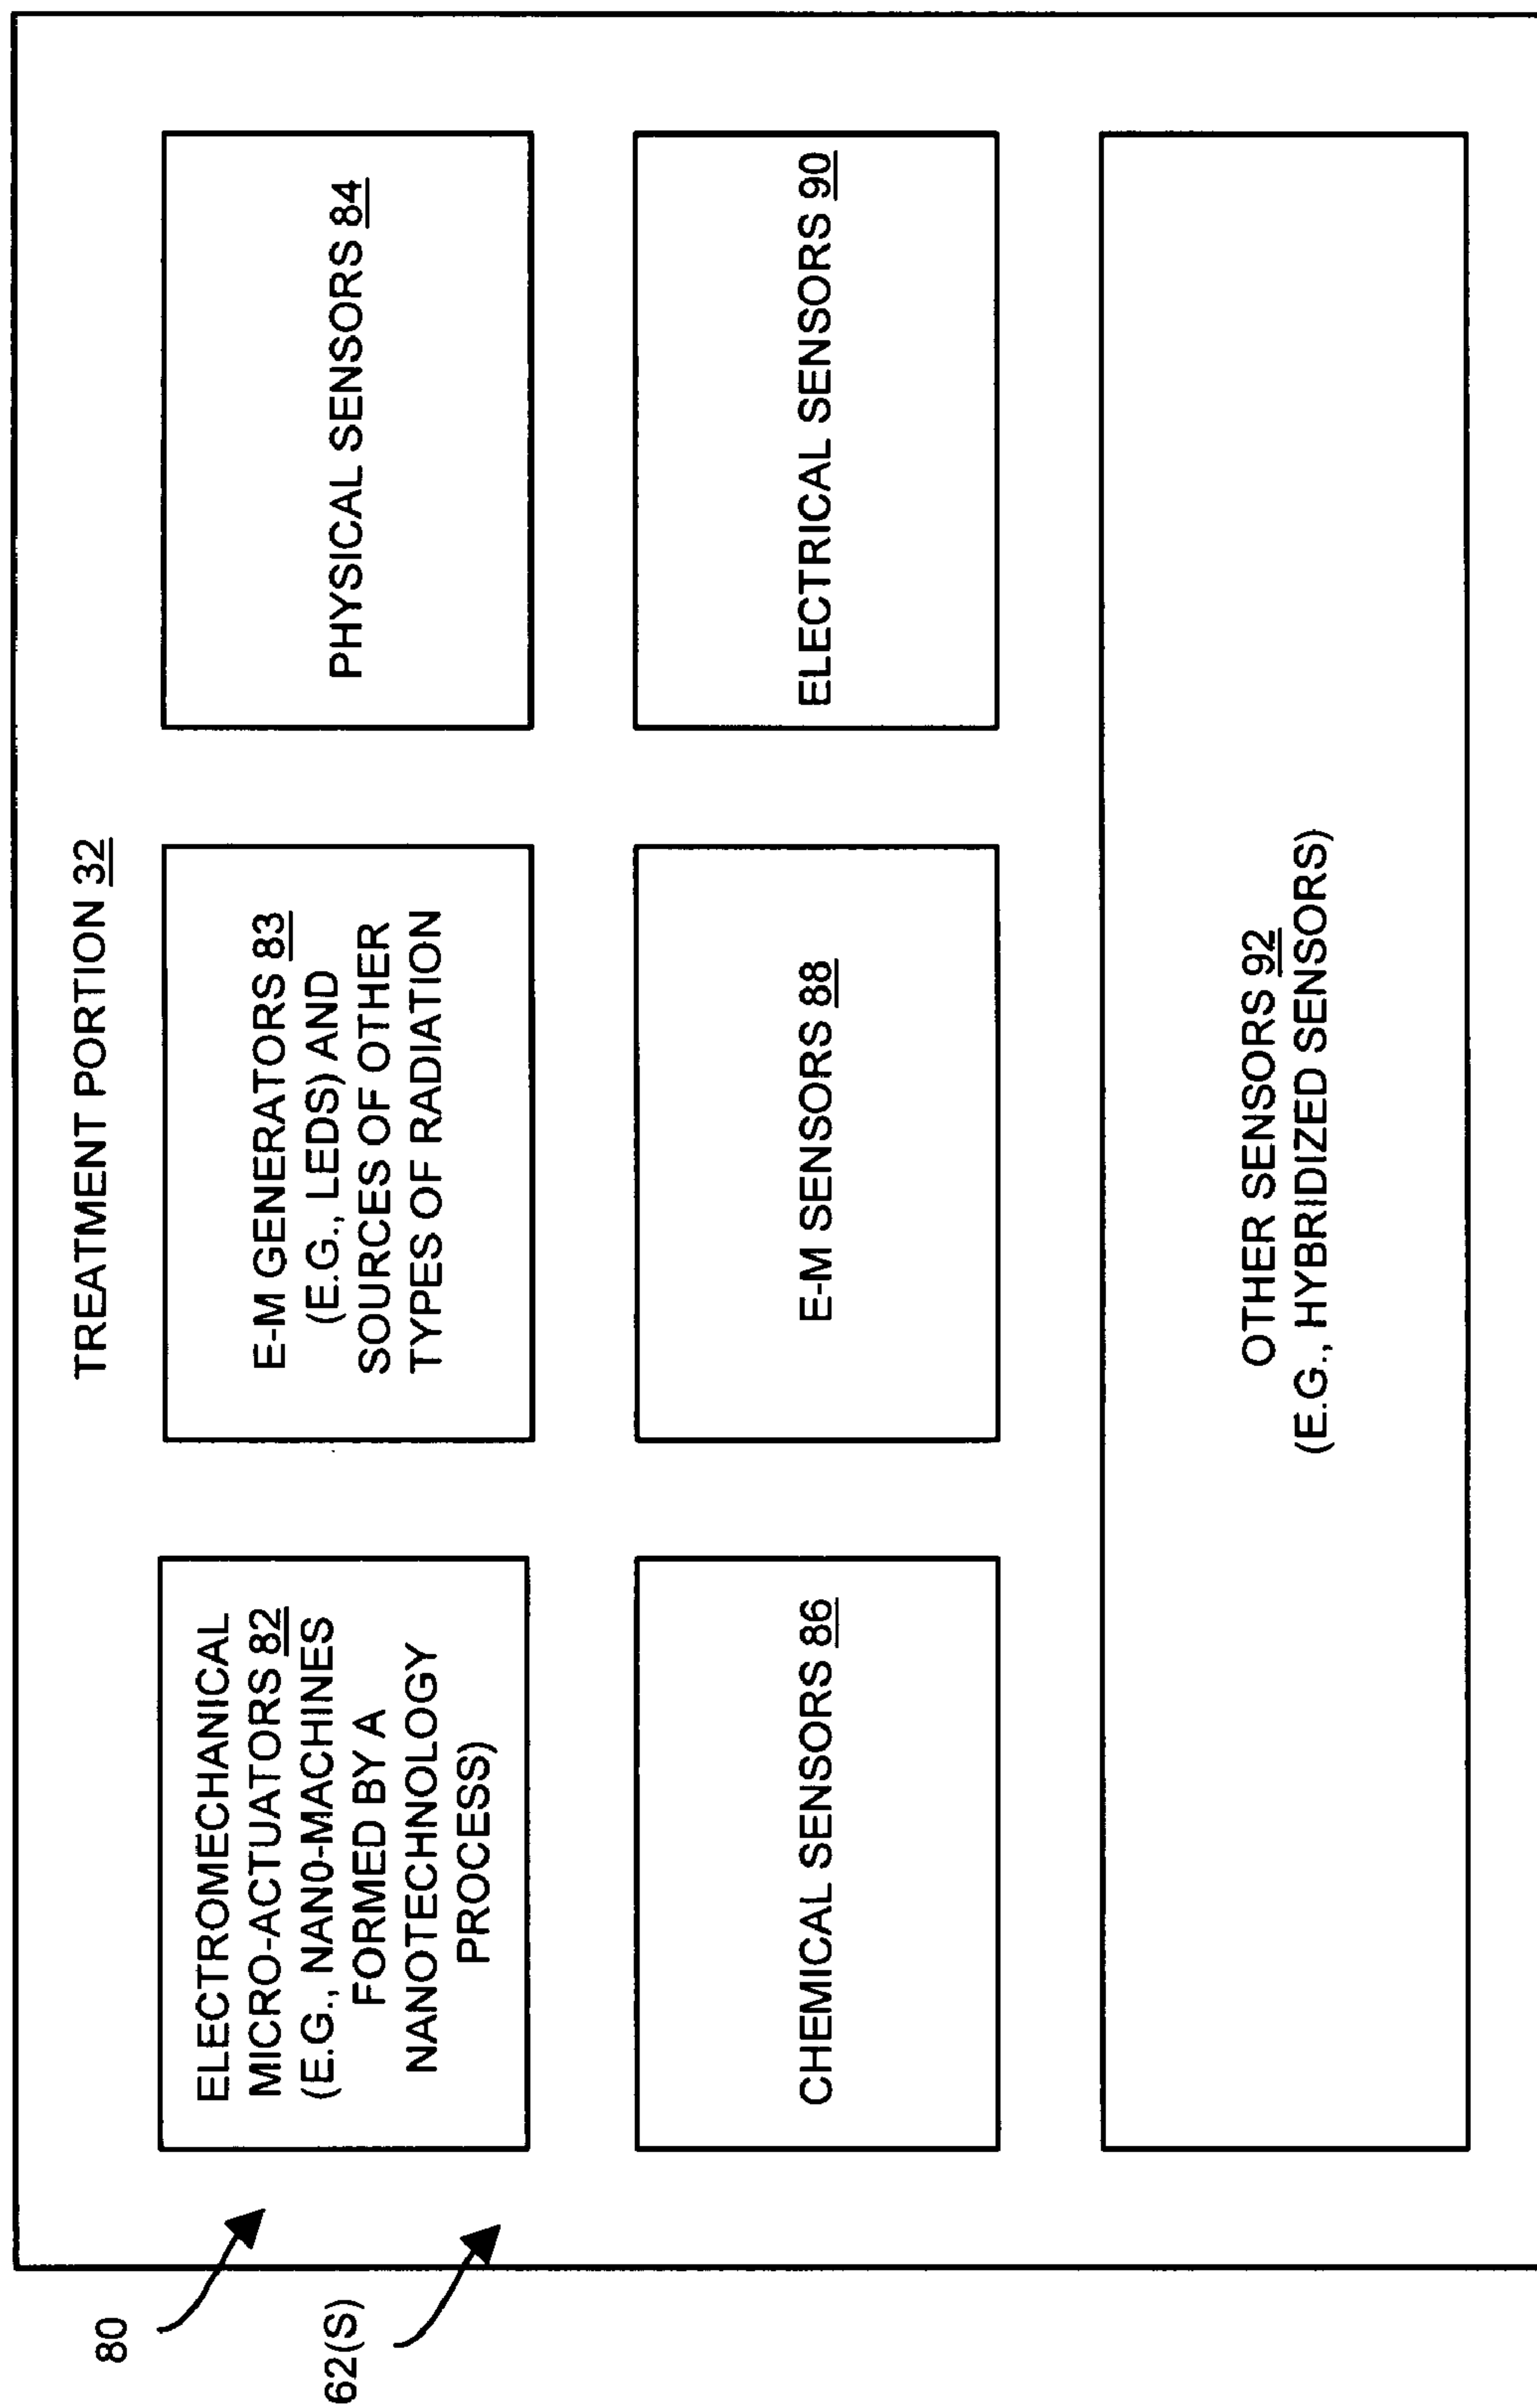 TREATMENT PORTION 32
80
62(S)
ELECTROMECHANICAL
MICRO-ACTUATORS 82
(E.G., NAN0-MACHINES
FORMED BY A
NANOTECHNOLOGY
PROCESS)
E-M GENERATORS 83
(E.G., LEDS) AND
SOURCES OF OTHER
TYPES OF RADIATION
PHYSICAL SENSORS 84
CHEMICAL SENSORS 86
E-M SENSORS 88
ELECTRICAL SENSORS 90
OTHER SENSORS 92
(E.G., HYBRIDIZED SENSORS)